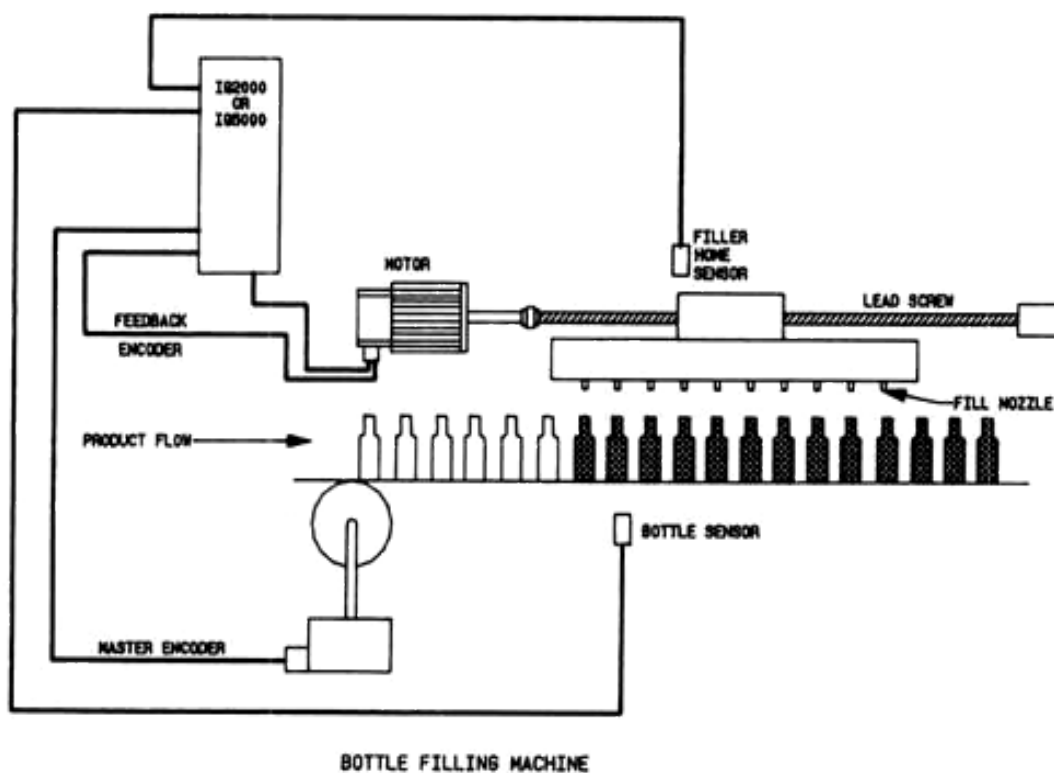 IQ2000
OR
IQ5000
FILLER
HOME
SENSOR
MOTOR
LEAD SCREW
FEEDBACK
ENCODER
FILL NOZZLE
PRODUCT FLOW
BOTTLE SENSOR
MASTER ENCODER
BOTTLE FILLING MACHINE